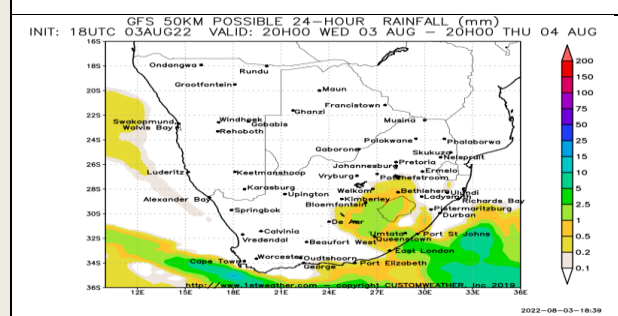 GFS 50KM POSSIBLE 24-HOUR RAINFALL (mm)
INIT: 18UTC 03AUG22 VALID: 20H00 WED 03 AUG - 20H00 THU 04 AUG
16S
Ondangwa
Rundu
18S
Grootfontein
Maun
20S
Francistown
Ghanzi
22S
Swakopmund
Windhoek
Gobabis
Musina
Walvis Bay
Rehoboth
24S
Polokwane
Phalaborwa
Gaborone
Skukuza
Nelspruit
26S
Johannesburg
Pretoria
Luderitz
Keetmanshoop
Vryburg
Potchefstroom
Ermelo
28S
Karasburg
Upington
Welkom
Bethlehem
Ulundi
Alexander Bay
Kimberley
Ladysmith
Richards Bay
Bloemfontein
Springbok
Pietermaritzburg
30S
De Aar
Durban
Calvinia
Umtata
Port St Johns
32S
Vredendal
Beaufort West
Queenstown
East London
34S
Cape Town
Worcester
Oudtshoorn
George
Port Elizabeth
http://www.1stweather.com - copyright CUSTOMWEATHER, Inc 2019
36S
12E 15E 18E 21E 24E 27E 30E 33E 36E
200
150
100
75
50
25
15
10
5
2.5
1
0.5
0.2
0.1
2022-08-03-18:39